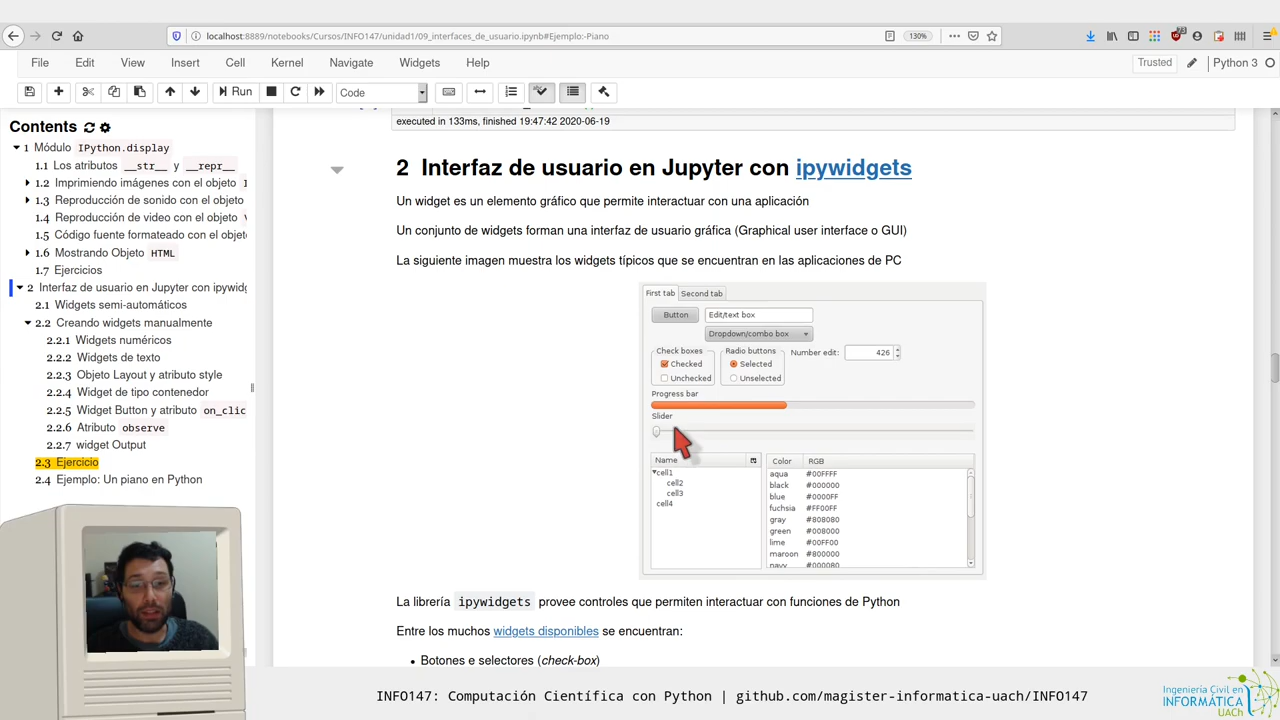 localhost:8889/notebooks/Cursos/INFO147/unidad1/09_interfaces_de_usuario.ipynb#Ejemplo:-Piano
130%
File Edit View Insert Cell Kernel Navigate Widgets Help
Trusted Python 3
Run Code
Contents
1 Módulo IPython.display
1.1 Los atributos __str__ y __repr__
1.2 Imprimiendo imágenes con el objeto
1.3 Reproducción de sonido con el objeto
1.4 Reproducción de video con el objeto
1.5 Código fuente formateado con el objet
1.6 Mostrando Objeto HTML
1.7 Ejercicios
2 Interfaz de usuario en Jupyter con ipywidg
2.1 Widgets semi-automáticos
2.2 Creando widgets manualmente
2.2.1 Widgets numéricos
2.2.2 Widgets de texto
2.2.3 Objeto Layout y atributo style
2.2.4 Widget de tipo contenedor
2.2.5 Widget Button y atributo on_clic
2.2.6 Atributo observe
2.2.7 widget Output
2.3 Ejercicio
2.4 Ejemplo: Un piano en Python
executed in 133ms, finished 19:47:42 2020-06-19
2 Interfaz de usuario en Jupyter con ipywidgets
Un widget es un elemento gráfico que permite interactuar con una aplicación
Un conjunto de widgets forman una interfaz de usuario gráfica (Graphical user interface o GUI)
La siguiente imagen muestra los widgets típicos que se encuentran en las aplicaciones de PC
First tab Second tab
Button Edit/text box
Dropdown/combo box
Check boxes Radio buttons Number edit: 426
Checked Selected
Unchecked Unselected
Progress bar
Slider
Name Color RGB
cell1 aqua #00FFFF
cell2 black #000000
cell3 blue #0000FF
cell4 fuchsia #FF00FF
gray #808080
green #008000
lime #00FF00
maroon #800000
navy #000080
La librería ipywidgets provee controles que permiten interactuar con funciones de Python
Entre los muchos widgets disponibles se encuentran:
• Botones e selectores (check-box)
INFO147: Computación Científica con Python | github.com/magister-informatica-uach/INFO147
Ingeniería Civil en
INFORMÁTICA
UACh